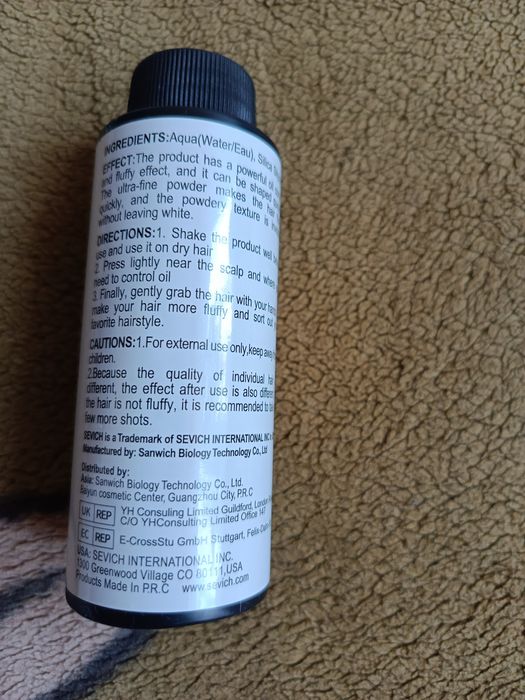 INGREDIENTS:Aqua(Water/Eau), Silica
EFFECT:The product has a powerful oil
and fluffy effect, and it can be shaped
The ultra-fine powder makes the hair
quickly, and the powdery texture is
without leaving white.
DIRECTIONS:1. Shake the product well
use and use it on dry hair
2. Press lightly near the scalp and where
need to control oil
3. Finally, gently grab the hair with your
make your hair more fluffy and sort out
favorite hairstyle.
CAUTIONS:1.For external use only,keep away
children.
2.Because the quality of individual
different, the effect after use is also
the hair is not fluffy, it is recommended to
few more shots.
SEVICH is a Trademark of SEVICH INTERNATIONAL INC
Manufactured by: Sanwich Biology Technology Co., Ltd
Distributed by:
Asia: Sanwich Biology Technology Co., Ltd.
Baiyun cosmetic Center, Guangzhou City, P.R.C
UK REP YH Consuling Limited Guildford, London
C/O YHConsulting Limited Office 147
EC REP E-CrossStu GmbH Stuttgart,
USA: SEVICH INTERNATIONAL INC.
1300 Greenwood Village CO 80111,USA
Products Made In P.R.C www.sevich.com